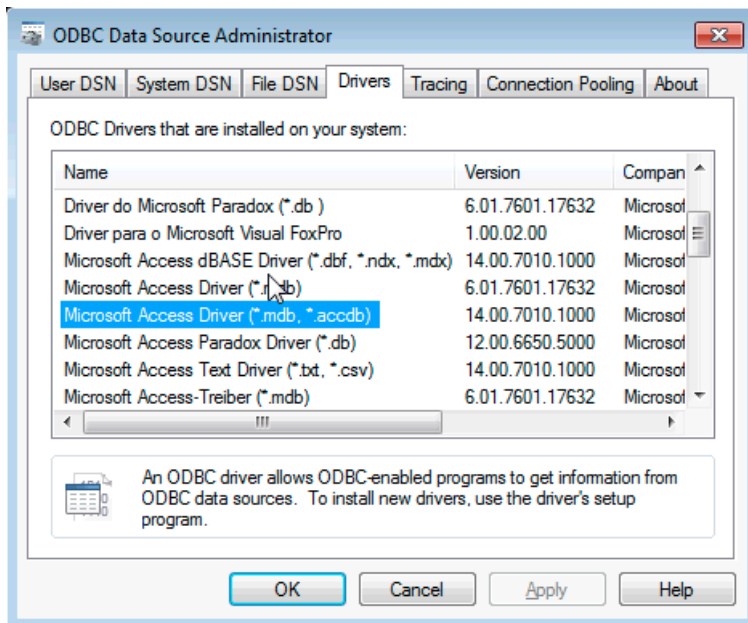 ODBC Data Source Administrator
User DSN System DSN File DSN Drivers Tracing Connection Pooling About
ODBC Drivers that are installed on your system:
Name Version Compan
Driver do Microsoft Paradox (*.db ) 6.01.7601.17632 Microsof
Driver para o Microsoft Visual FoxPro 1.00.02.00 Microsof
Microsoft Access dBASE Driver (*.dbf, *.ndx, *.mdx) 14.00.7010.1000 Microsof
Microsoft Access Driver (*.mdb) 6.01.7601.17632 Microsof
Microsoft Access Driver (*.mdb, *.accdb) 14.00.7010.1000 Microsof
Microsoft Access Paradox Driver (*.db) 12.00.6650.5000 Microsof
Microsoft Access Text Driver (*.txt, *.csv) 14.00.7010.1000 Microsof
Microsoft Access-Treiber (*.mdb) 6.01.7601.17632 Microsof
An ODBC driver allows ODBC-enabled programs to get information from
ODBC data sources. To install new drivers, use the driver's setup
program.
OK Cancel Apply Help